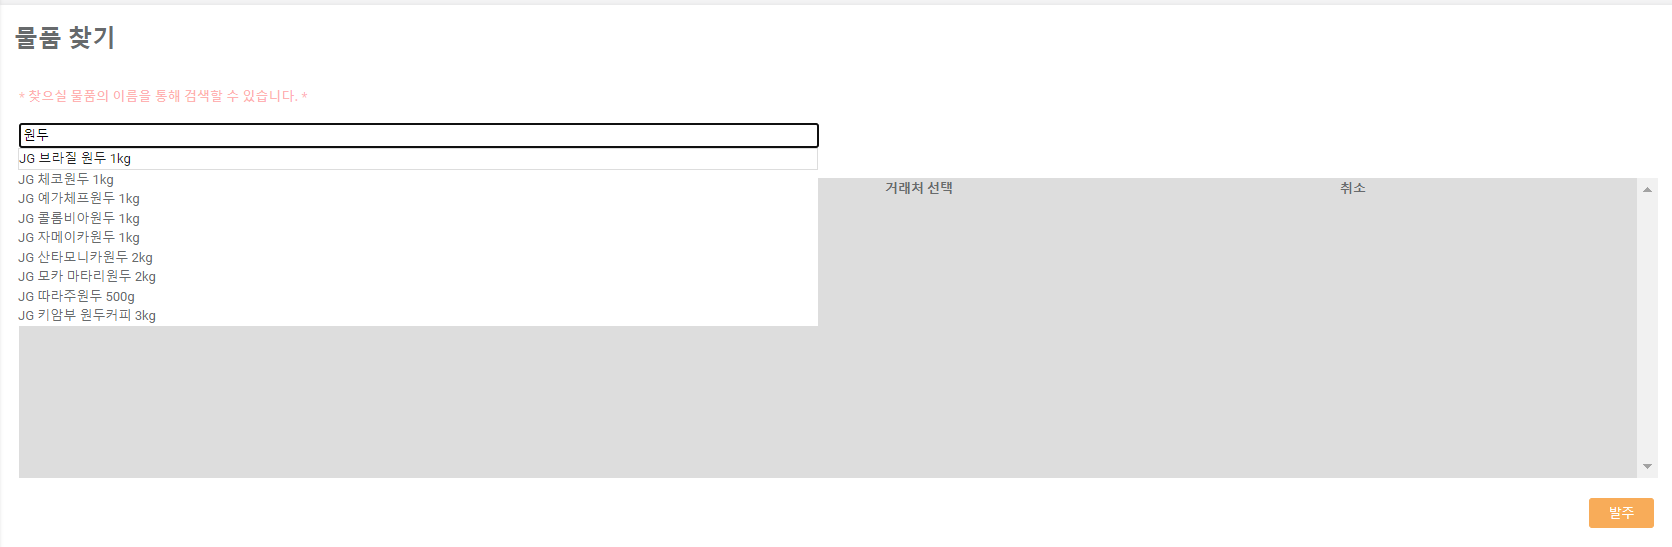 물품 찾기
* 찾으실 물품의 이름을 통해 검색할 수 있습니다. *
원두
JG 브라질 원두 1kg
JG 체코원두 1kg
거래처 선택 취소
JG 예가체프원두 1kg
JG 콜롬비아원두 1kg
JG 자메이카원두 1kg
JG 산타모니카원두 2kg
JG 모카 마타리원두 2kg
JG 따라주원두 500g
JG 키암부 원두커피 3kg
발주